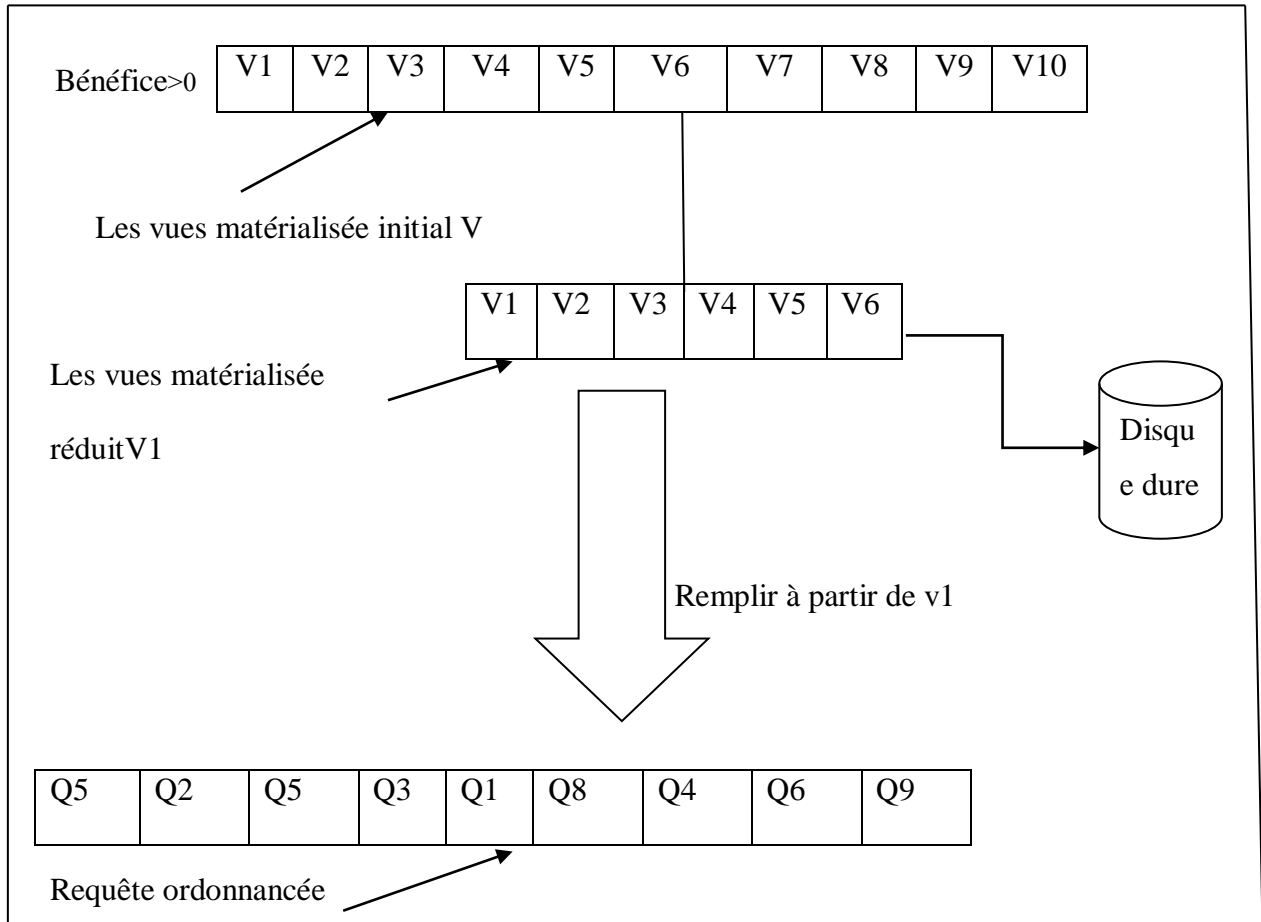 Bénéfice>0 V1 V2 V3 V4 V5 V6 V7 V8 V9 V10
Les vues matérialisée initial V
V1 V2 V3 V4 V5 V6
Les vues matérialisée
réduitV1
Disqu
e dure
Remplir à partir de v1
Q5 Q2 Q5 Q3 Q1 Q8 Q4 Q6 Q9
Requête ordonnancée